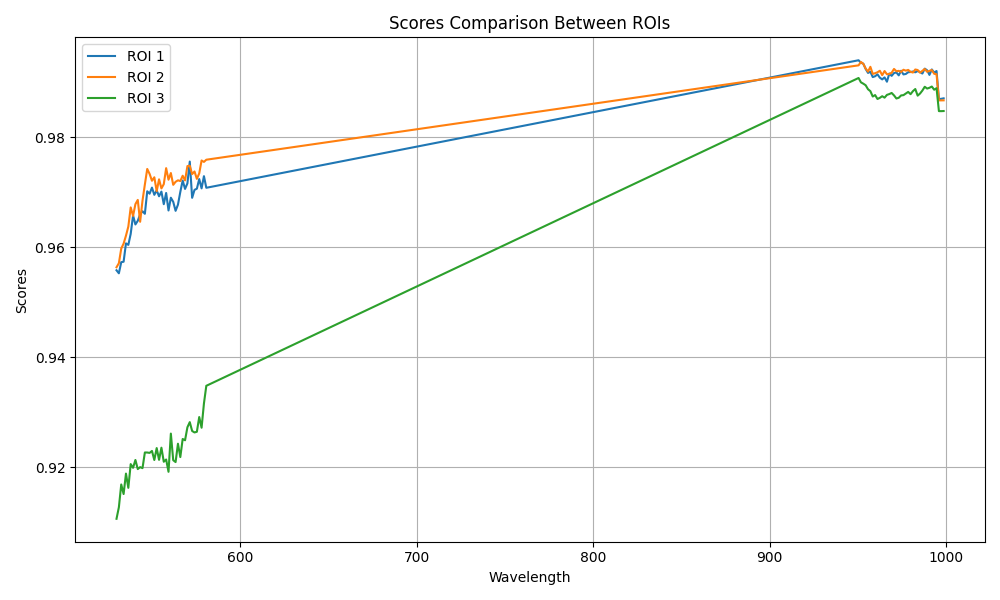 Scores Comparison Between ROIs
ROI 1
ROI 2
ROI 3
0.98
0.96
0.94
0.92
Scores
600 700 800 900 1000
Wavelength